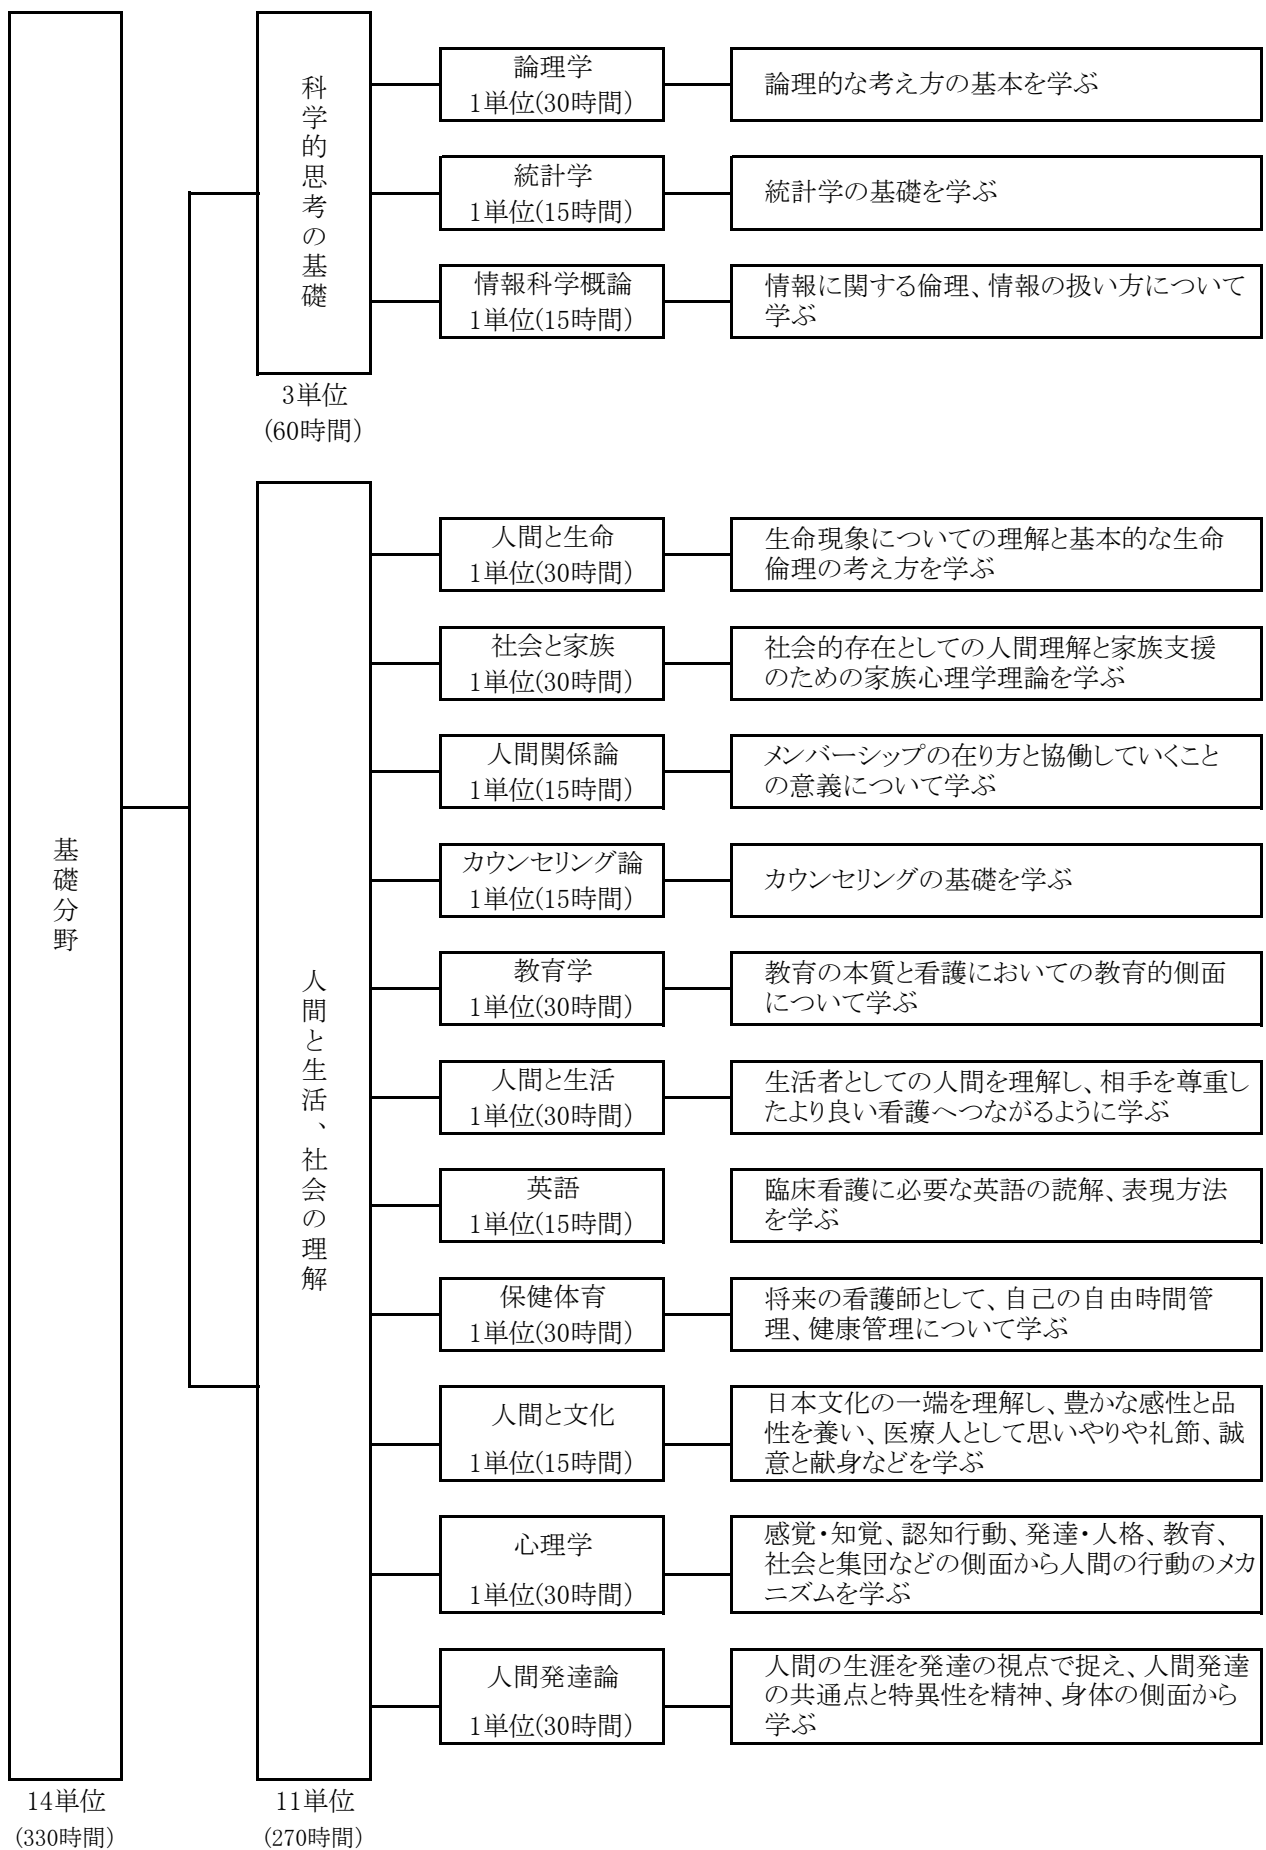 基礎分野
14単位
(330時間)
科学的思考の基礎
3単位
(60時間)
論理学
1単位(30時間)
論理的な考え方の基本を学ぶ
統計学
1単位(15時間)
統計学の基礎を学ぶ
情報科学概論
1単位(15時間)
情報に関する倫理、情報の扱い方について
学ぶ
人間と生活、社会の理解
11単位
(270時間)
人間と生命
1単位(30時間)
生命現象についての理解と基本的な生命
倫理の考え方を学ぶ
社会と家族
1単位(30時間)
社会的存在としての人間理解と家族支援
のための家族心理学理論を学ぶ
人間関係論
1単位(15時間)
メンバーシップの在り方と協働していくこと
の意義について学ぶ
カウンセリング論
1単位(15時間)
カウンセリングの基礎を学ぶ
教育学
1単位(30時間)
教育の本質と看護においての教育的側面
について学ぶ
人間と生活
1単位(30時間)
生活者としての人間を理解し、相手を尊重し
たより良い看護へつながるように学ぶ
英語
1単位(15時間)
臨床看護に必要な英語の読解、表現方法
を学ぶ
保健体育
1単位(30時間)
将来の看護師として、自己の自由時間管
理、健康管理について学ぶ
人間と文化
1単位(15時間)
日本文化の一端を理解し、豊かな感性と品
性を養い、医療人として思いやりや礼節、誠
意と献身などを学ぶ
心理学
1単位(30時間)
感覚・知覚、認知行動、発達・人格、教育、
社会と集団などの側面から人間の行動のメカ
ニズムを学ぶ
人間発達論
1単位(30時間)
人間の生涯を発達の視点で捉え、人間発達
の共通点と特異性を精神、身体の側面から
学ぶ